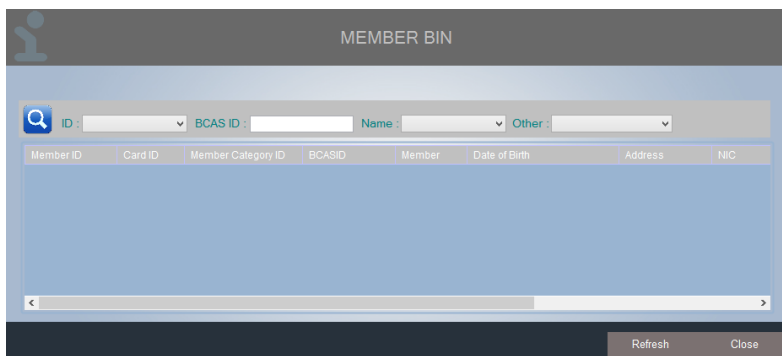 MEMBER BIN
ID : BCAS ID : Name : Other :
Member ID Card ID Member Category ID BCASID Member Date of Birth Address NIC
Refresh Close